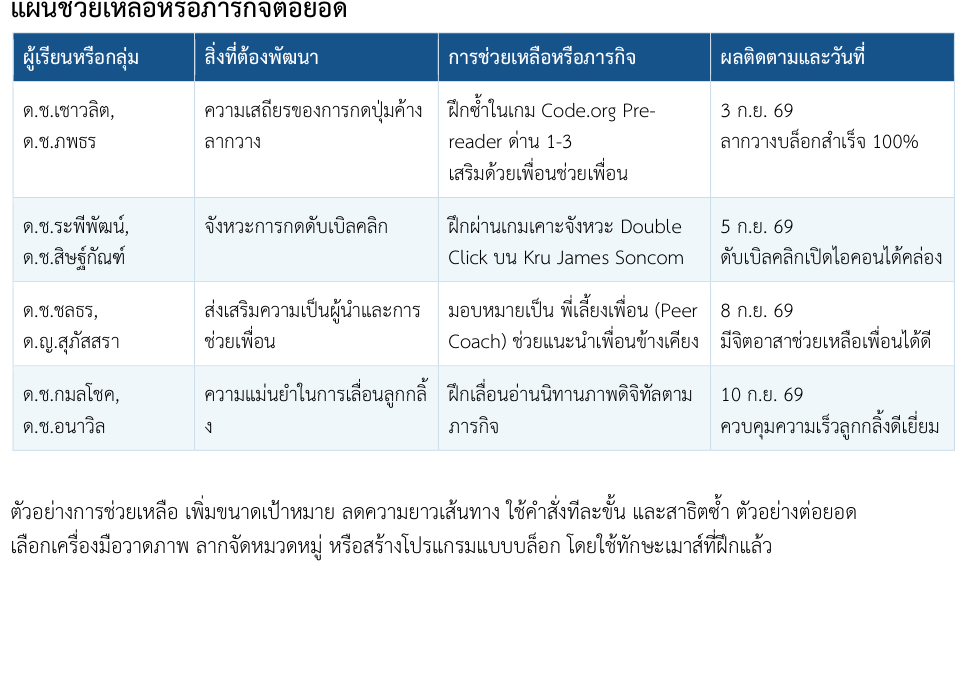 แผนช่วยเหลือหรือภารกิจต่อยอด
ผู้เรียนหรือกลุ่ม สิ่งที่ต้องพัฒนา การช่วยเหลือหรือภารกิจ ผลติดตามและวันที่
ด.ช.เชาวลิต,
ด.ช.ภพธร
ความเสถียรของการกดปุ่มค้าง
ลากวาง
ฝึกซ้ำในเกม Code.org Pre-
reader ด่าน 1-3
เสริมด้วยเพื่อนช่วยเพื่อน
3 ก.ย. 69
ลากวางบล็อกสำเร็จ 100%
ด.ช.ระพีพัฒน์,
ด.ช.สิษฐ์กัณฑ์
จังหวะการกดดับเบิลคลิก
ฝึกผ่านเกมเคาะจังหวะ Double
Click บน Kru James Soncom
5 ก.ย. 69
ดับเบิลคลิกเปิดไอคอนได้คล่อง
ด.ช.ชลธร,
ด.ญ.สุภัสสรา
ส่งเสริมความเป็นผู้นำและการ
ช่วยเพื่อน
มอบหมายเป็น พี่เลี้ยงเพื่อน (Peer
Coach) ช่วยแนะนำเพื่อนข้างเคียง
8 ก.ย. 69
มีจิตอาสาช่วยเหลือเพื่อนได้ดี
ด.ช.กมลโชค,
ด.ช.อนาวิล
ความแม่นยำในการเลื่อนลูกกลิ้
ง
ฝึกเลื่อนอ่านนิทานภาพดิจิทัลตาม
ภารกิจ
10 ก.ย. 69
ควบคุมความเร็วลูกกลิ้งดีเยี่ยม
ตัวอย่างการช่วยเหลือ เพิ่มขนาดเป้าหมาย ลดความยาวเส้นทาง ใช้คำสั่งทีละขั้น และสาธิตซ้ำ ตัวอย่างต่อยอด
เลือกเครื่องมือวาดภาพ ลากจัดหมวดหมู่ หรือสร้างโปรแกรมแบบบล็อก โดยใช้ทักษะเมาส์ที่ฝึกแล้ว